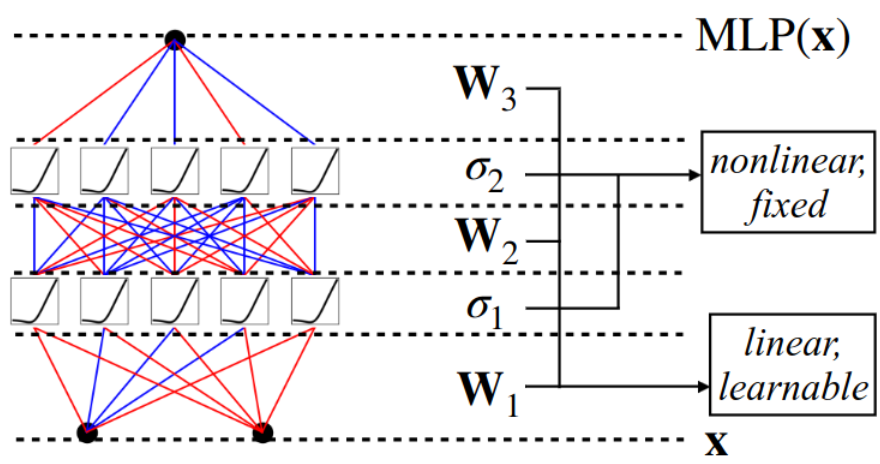 MLP(x)
W₃
σ₂
nonlinear,
fixed
W₂
σ₁
linear,
learnable
W₁
x